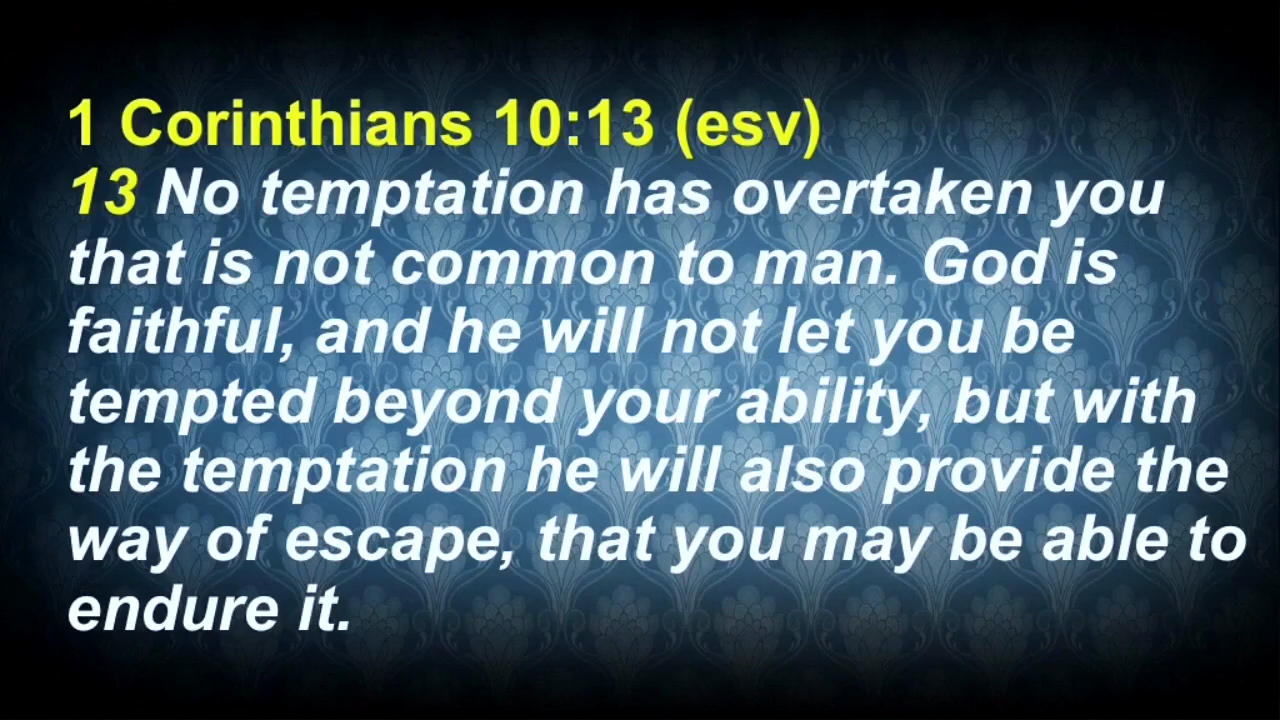 1 Corinthians 10:13 (esv)
13 No temptation has overtaken you
that is not common to man. God is
faithful, and he will not let you be
tempted beyond your ability, but with
the temptation he will also provide the
way of escape, that you may be able to
endure it.